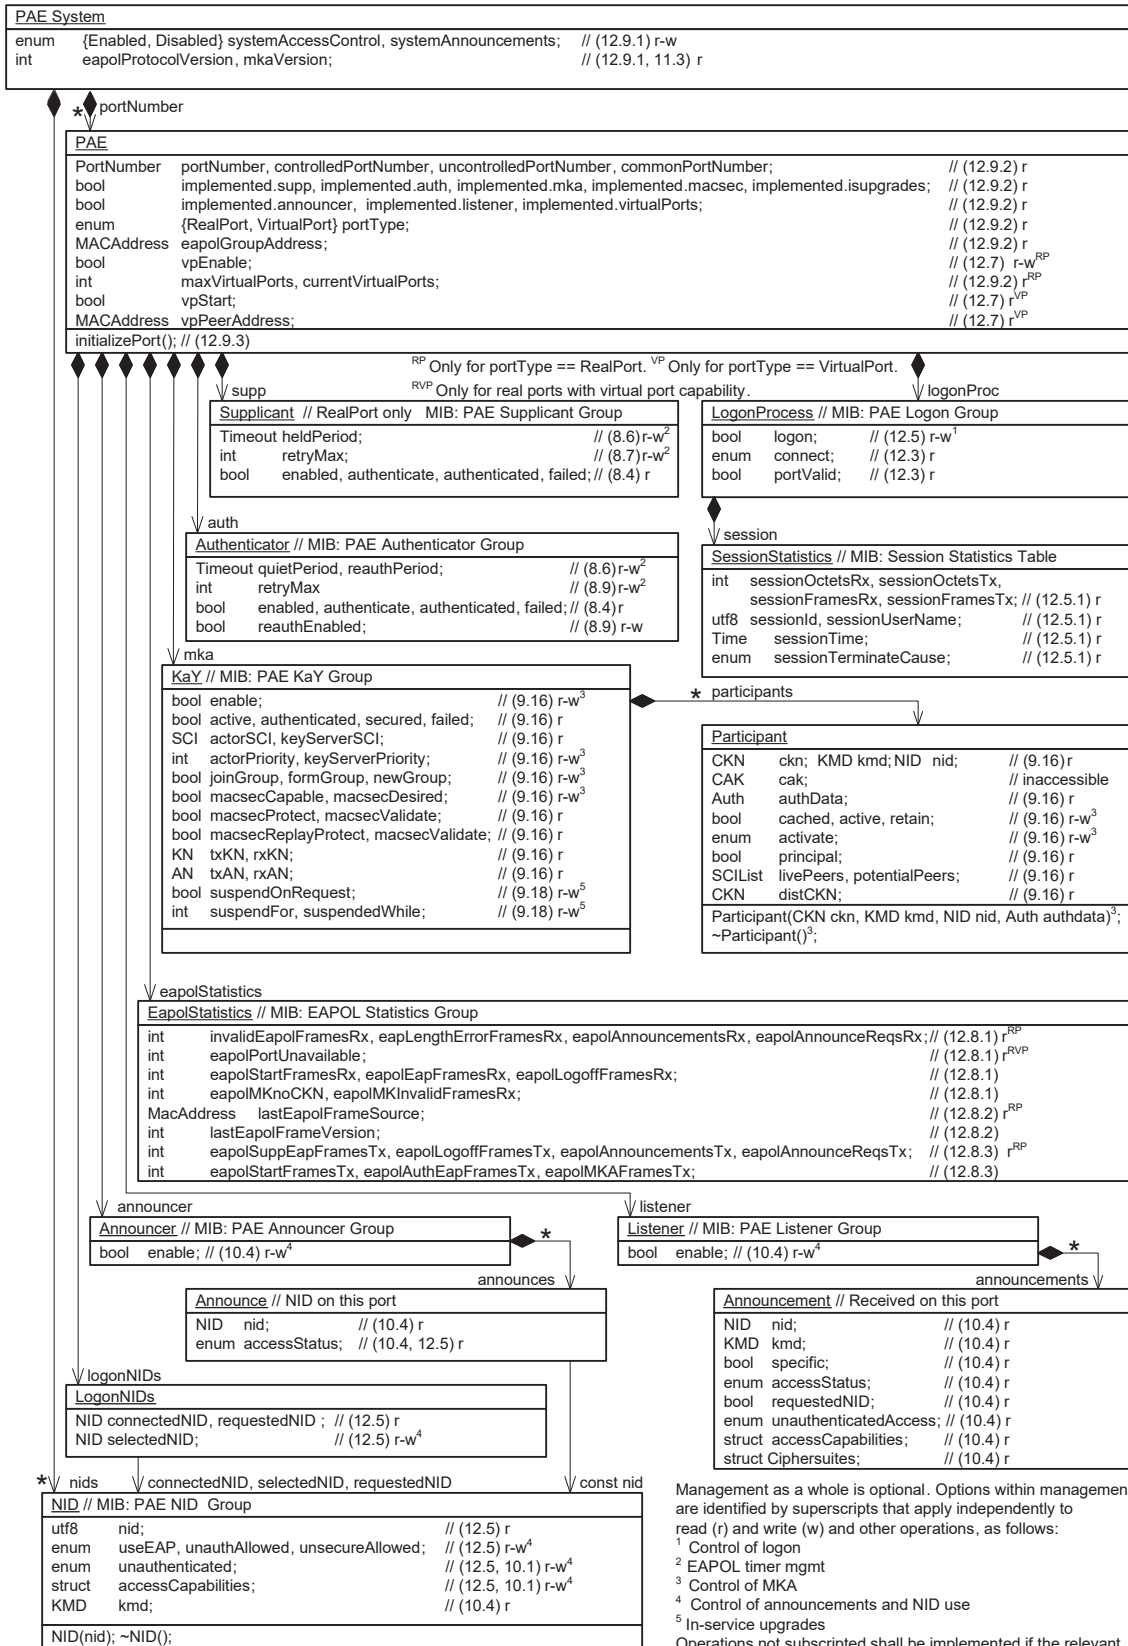 PAE System
enum {Enabled, Disabled} systemAccessControl, systemAnnouncements; // (12.9.1) r-w
int eapolProtocolVersion, mkaVersion; // (12.9.1, 11.3) r
* portNumber
PAE
PortNumber portNumber, controlledPortNumber, uncontrolledPortNumber, commonPortNumber; // (12.9.2) r
bool implemented.supp, implemented.auth, implemented.mka, implemented.macsec, implemented.isupgrades; // (12.9.2) r
bool implemented.announcer, implemented.listener, implemented.virtualPorts; // (12.9.2) r
enum {RealPort, VirtualPort} portType; // (12.9.2) r
MACAddress eapolGroupAddress; // (12.9.2) r
bool vpEnable; // (12.7) r-w^RP
int maxVirtualPorts, currentVirtualPorts; // (12.9.2) r^RP
bool vpStart; // (12.7) r^VP
MACAddress vpPeerAddress; // (12.7) r^VP
initializePort(); // (12.9.3)
^RP Only for portType == RealPort. ^VP Only for portType == VirtualPort.
^RVP Only for real ports with virtual port capability.
supp
Supplicant // RealPort only MIB: PAE Supplicant Group
Timeout heldPeriod; // (8.6) r-w^2
int retryMax; // (8.7) r-w^2
bool enabled, authenticate, authenticated, failed; // (8.4) r
logonProc
LogonProcess // MIB: PAE Logon Group
bool logon; // (12.5) r-w^1
enum connect; // (12.3) r
bool portValid; // (12.3) r
auth
Authenticator // MIB: PAE Authenticator Group
Timeout quietPeriod, reauthPeriod; // (8.6) r-w^2
int retryMax // (8.9) r-w^2
bool enabled, authenticate, authenticated, failed; // (8.4) r
bool reauthEnabled; // (8.9) r-w
session
SessionStatistics // MIB: Session Statistics Table
int sessionOctetsRx, sessionOctetsTx,
sessionFramesRx, sessionFramesTx; // (12.5.1) r
utf8 sessionId, sessionUserName; // (12.5.1) r
Time sessionTime; // (12.5.1) r
enum sessionTerminateCause; // (12.5.1) r
mka
KaY // MIB: PAE KaY Group
bool enable; // (9.16) r-w^3
bool active, authenticated, secured, failed; // (9.16) r
SCI actorSCI, keyServerSCI; // (9.16) r
int actorPriority, keyServerPriority; // (9.16) r-w^3
bool joinGroup, formGroup, newGroup; // (9.16) r-w^3
bool macsecCapable, macsecDesired; // (9.16) r-w^3
bool macsecProtect, macsecValidate; // (9.16) r
bool macsecReplayProtect, macsecValidate; // (9.16) r
KN txKN, rxKN; // (9.16) r
AN txAN, rxAN; // (9.16) r
bool suspendOnRequest; // (9.18) r-w^5
int suspendFor, suspendedWhile; // (9.18) r-w^5
* participants
Participant
CKN ckn; KMD kmd; NID nid; // (9.16) r
CAK cak; // inaccessible
Auth authData; // (9.16) r
bool cached, active, retain; // (9.16) r-w^3
enum activate; // (9.16) r-w^3
bool principal; // (9.16) r
SCIList livePeers, potentialPeers; // (9.16) r
CKN distCKN; // (9.16) r
Participant(CKN ckn, KMD kmd, NID nid, Auth authdata)^3;
~Participant()^3;
eapolStatistics
EapolStatistics // MIB: EAPOL Statistics Group
int invalidEapolFramesRx, eapLengthErrorFramesRx, eapolAnnouncementsRx, eapolAnnounceReqsRx; // (12.8.1) r^RP
int eapolPortUnavailable; // (12.8.1) r^RVP
int eapolStartFramesRx, eapolEapFramesRx, eapolLogoffFramesRx; // (12.8.1)
int eapolMKnoCKN, eapolMKInvalidFramesRx; // (12.8.1)
MacAddress lastEapolFrameSource; // (12.8.2) r^RP
int lastEapolFrameVersion; // (12.8.2)
int eapolSuppEapFramesTx, eapolLogoffFramesTx, eapolAnnouncementsTx, eapolAnnounceReqsTx; // (12.8.3) r^RP
int eapolStartFramesTx, eapolAuthEapFramesTx, eapolMKAFramesTx; // (12.8.3)
announcer
Announcer // MIB: PAE Announcer Group
bool enable; // (10.4) r-w^4
*
announces
Announce // NID on this port
NID nid; // (10.4) r
enum accessStatus; // (10.4, 12.5) r
listener
Listener // MIB: PAE Listener Group
bool enable; // (10.4) r-w^4
*
announcements
Announcement // Received on this port
NID nid; // (10.4) r
KMD kmd; // (10.4) r
bool specific; // (10.4) r
enum accessStatus; // (10.4) r
bool requestedNID; // (10.4) r
enum unauthenticatedAccess; // (10.4) r
struct accessCapabilities; // (10.4) r
struct Ciphersuites; // (10.4) r
logonNIDs
LogonNIDs
NID connectedNID, requestedNID ; // (12.5) r
NID selectedNID; // (12.5) r-w^4
* nids
connectedNID, selectedNID, requestedNID
const nid
NID // MIB: PAE NID Group
utf8 nid; // (12.5) r
enum useEAP, unauthAllowed, unsecureAllowed; // (12.5) r-w^4
enum unauthenticated; // (12.5, 10.1) r-w^4
struct accessCapabilities; // (12.5, 10.1) r-w^4
KMD kmd; // (10.4) r
NID(nid); ~NID();
Management as a whole is optional. Options within managemen
are identified by superscripts that apply independently to
read (r) and write (w) and other operations, as follows:
^1 Control of logon
^2 EAPOL timer mgmt
^3 Control of MKA
^4 Control of announcements and NID use
^5 In-service upgrades
Operations not subscripted shall be implemented if the relevant